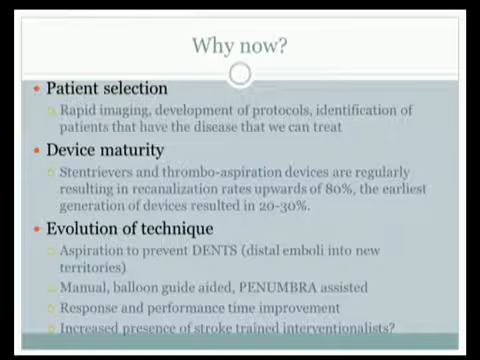 Why now?
Patient selection
Rapid imaging, development of protocols, identification of
patients that have the disease that we can treat
Device maturity
Stentrievers and thrombo-aspiration devices are regularly
resulting in recanalization rates upwards of 80%, the earliest
generation of devices resulted in 20-30%.
Evolution of technique
Aspiration to prevent DENTS (distal emboli into new
territories)
Manual, balloon guide aided, PENUMBRA assisted
Response and performance time improvement
Increased presence of stroke trained interventionalists?